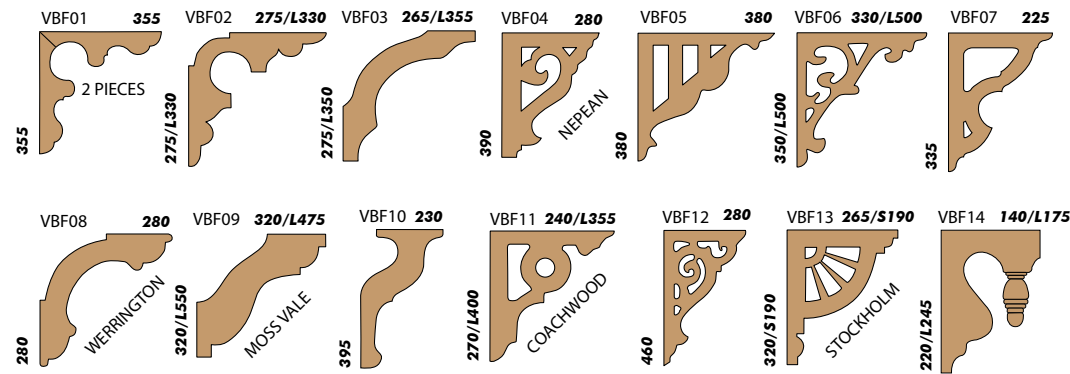 VBF01 355
2 PIECES
355
VBF02 275/L330
275/L330
VBF03 265/L355
275/L350
VBF04 280
NEPEAN
390
VBF05 380
380
VBF06 330/L500
350/L500
VBF07 225
335
VBF08 280
WERRINGTON
280
VBF09 320/L475
MOSS VALE
320/L550
VBF10 230
395
VBF11 240/L355
COACHWOOD
270/L400
VBF12 280
460
VBF13 265/S190
STOCKHOLM
320/S190
VBF14 140/L175
220/L245